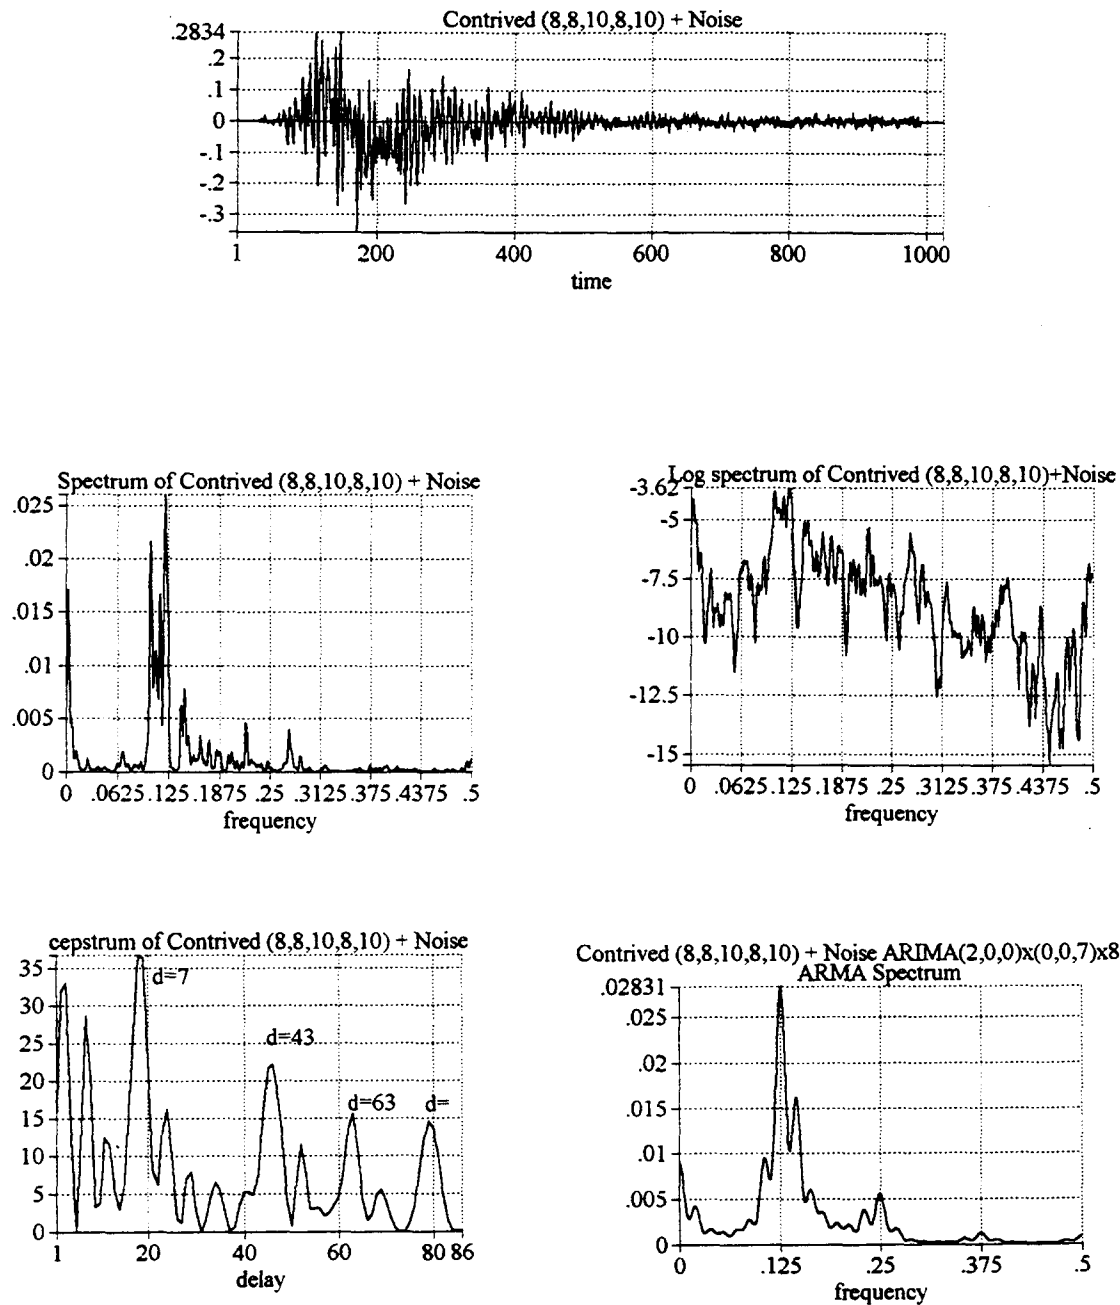 Contrived (8,8,10,8,10) + Noise
.2834
.2
.1
0
-.1
-.2
-.3
1 200 400 600 800 1000
time
Spectrum of Contrived (8,8,10,8,10) + Noise
.025
.02
.015
.01
.005
0
0 .0625 .125 .1875 .25 .3125 .375 .4375 .5
frequency
Log spectrum of Contrived (8,8,10,8,10)+Noise
-3.62
-5
-7.5
-10
-12.5
-15
0 .0625 .125 .1875 .25 .3125 .375 .4375 .5
frequency
cepstrum of Contrived (8,8,10,8,10) + Noise
35
30
25
20
15
10
5
0
d=7
d=43
d=63
d=
1 20 40 60 80 86
delay
Contrived (8,8,10,8,10) + Noise ARIMA(2,0,0)x(0,0,7)x8
ARMA Spectrum
.02831
.025
.02
.015
.01
.005
0
0 .125 .25 .375 .5
frequency